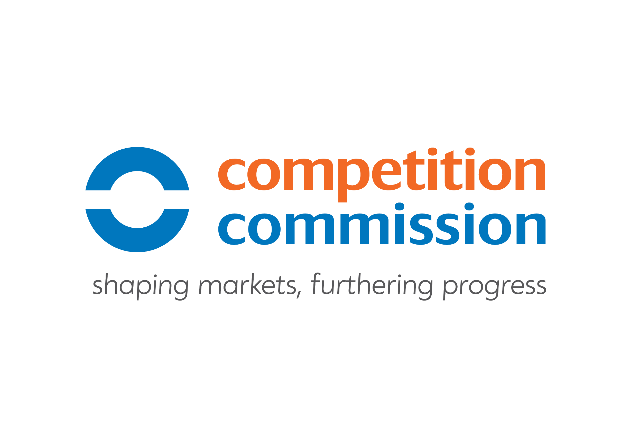 competition
commission
shaping markets, furthering progress